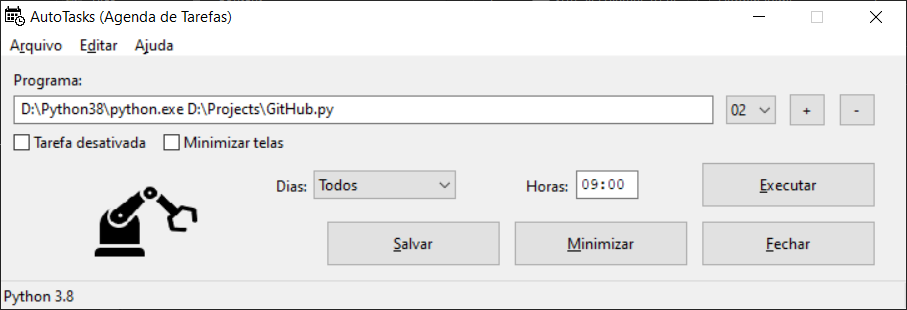 AutoTasks (Agenda de Tarefas)
Arquivo Editar Ajuda
Programa:
D:\Python38\python.exe D:\Projects\GitHub.py 02 + -
Tarefa desativada Minimizar telas
Dias: Todos Horas: 09:00 Executar
Salvar Minimizar Fechar
Python 3.8